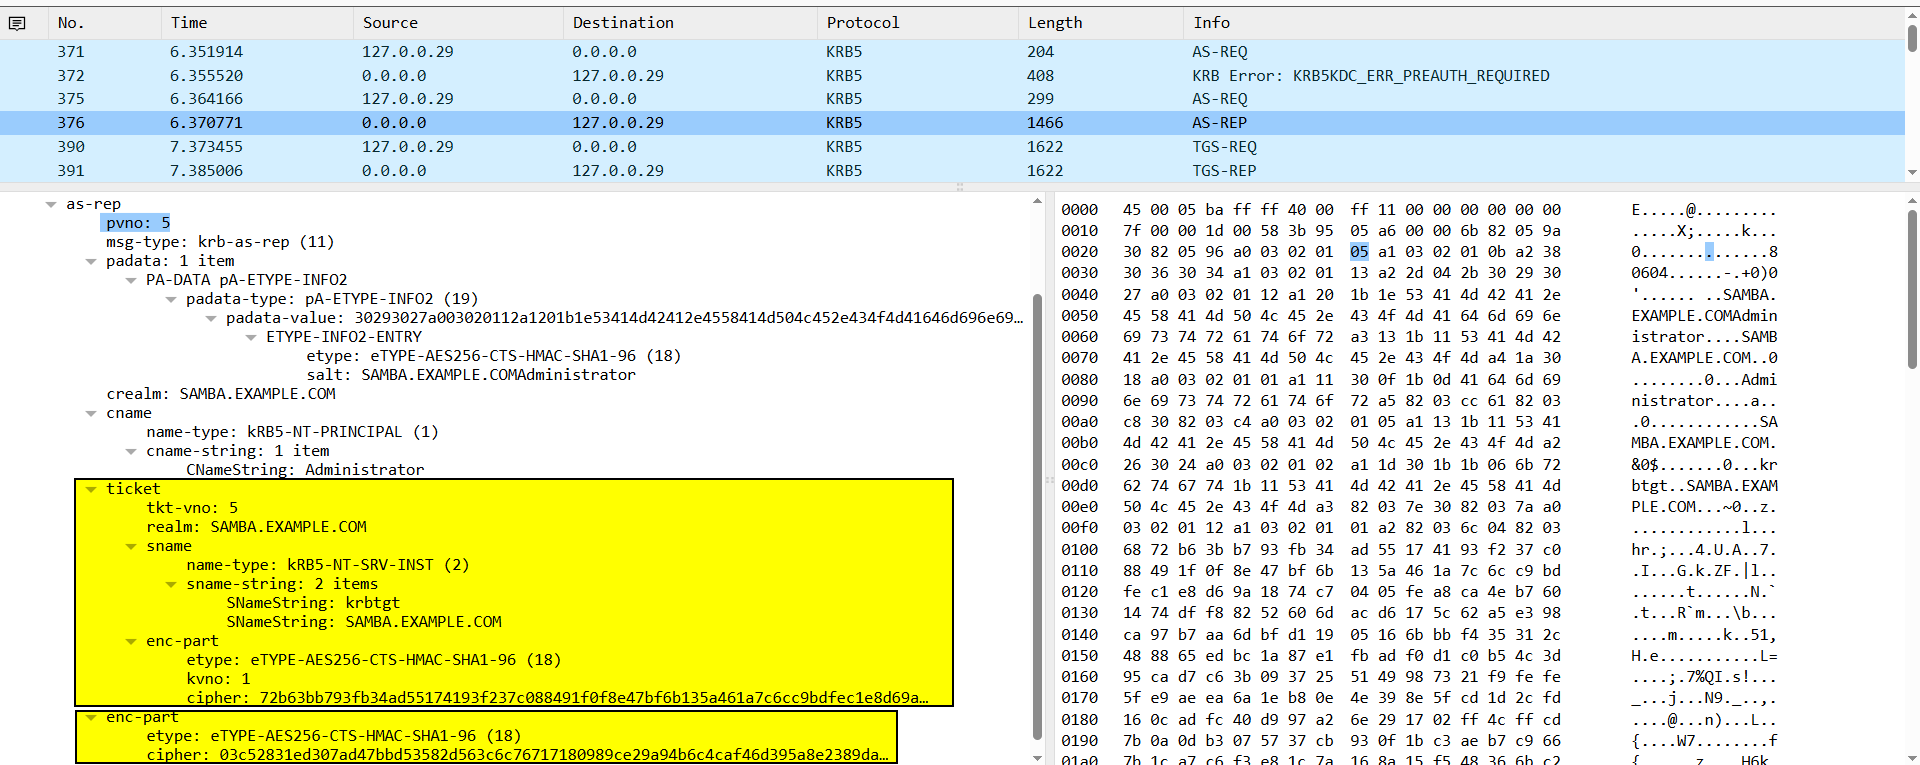 No. Time Source Destination Protocol Length Info
371 6.351914 127.0.0.29 0.0.0.0 KRB5 204 AS-REQ
372 6.355520 0.0.0.0 127.0.0.29 KRB5 408 KRB Error: KRB5KDC_ERR_PREAUTH_REQUIRED
375 6.364166 127.0.0.29 0.0.0.0 KRB5 299 AS-REQ
376 6.370771 0.0.0.0 127.0.0.29 KRB5 1466 AS-REP
390 7.373455 127.0.0.29 0.0.0.0 KRB5 1622 TGS-REQ
391 7.385006 0.0.0.0 127.0.0.29 KRB5 1622 TGS-REP
as-rep
pvno: 5
msg-type: krb-as-rep (11)
padata: 1 item
PA-DATA pA-ETYPE-INFO2
padata-type: pA-ETYPE-INFO2 (19)
padata-value: 30293027a003020112a1201b1e53414d42412e4558414d504c452e434f4d41646d696e69…
ETYPE-INFO2-ENTRY
etype: eTYPE-AES256-CTS-HMAC-SHA1-96 (18)
salt: SAMBA.EXAMPLE.COMAdministrator
crealm: SAMBA.EXAMPLE.COM
cname
name-type: kRB5-NT-PRINCIPAL (1)
cname-string: 1 item
CNameString: Administrator
ticket
tkt-vno: 5
realm: SAMBA.EXAMPLE.COM
sname
name-type: kRB5-NT-SRV-INST (2)
sname-string: 2 items
SNameString: krbtgt
SNameString: SAMBA.EXAMPLE.COM
enc-part
etype: eTYPE-AES256-CTS-HMAC-SHA1-96 (18)
kvno: 1
cipher: 72b63bb793fb34ad55174193f237c088491f0f8e47bf6b135a461a7c6cc9bdfec1e8d69a…
enc-part
etype: eTYPE-AES256-CTS-HMAC-SHA1-96 (18)
cipher: 03c52831ed307ad47bbd53582d563c6c76717180989ce29a94b6c4caf46d395a8e2389da…
0000 45 00 05 ba ff ff 40 00 ff 11 00 00 00 00 00 00 E.....@.........
0010 7f 00 00 1d 00 58 3b 95 05 a6 00 00 6b 82 05 9a .....X;.....k...
0020 30 82 05 96 a0 03 02 01 05 a1 03 02 01 0b a2 38 0..............8
0030 30 36 30 34 a1 03 02 01 13 a2 2d 04 2b 30 29 30 0604......-.+0)0
0040 27 a0 03 02 01 12 a1 20 1b 1e 53 41 4d 42 41 2e '...... ..SAMBA.
0050 45 58 41 4d 50 4c 45 2e 43 4f 4d 41 64 6d 69 6e EXAMPLE.COMAdmin
0060 69 73 74 72 61 74 6f 72 a3 13 1b 11 53 41 4d 42 istrator....SAMB
0070 41 2e 45 58 41 4d 50 4c 45 2e 43 4f 4d a4 1a 30 A.EXAMPLE.COM..0
0080 18 a0 03 02 01 01 a1 11 30 0f 1b 0d 41 64 6d 69 ........0...Admi
0090 6e 69 73 74 72 61 74 6f 72 a5 82 03 cc 61 82 03 nistrator....a..
00a0 c8 30 82 03 c4 a0 03 02 01 05 a1 13 1b 11 53 41 .0............SA
00b0 4d 42 41 2e 45 58 41 4d 50 4c 45 2e 43 4f 4d a2 MBA.EXAMPLE.COM.
00c0 26 30 24 a0 03 02 01 02 a1 1d 30 1b 1b 06 6b 72 &0$.......0...kr
00d0 62 74 67 74 1b 11 53 41 4d 42 41 2e 45 58 41 4d btgt..SAMBA.EXAM
00e0 50 4c 45 2e 43 4f 4d a3 82 03 7e 30 82 03 7a a0 PLE.COM...~0..z.
00f0 03 02 01 12 a1 03 02 01 01 a2 82 03 6c 04 82 03 ............l...
0100 68 72 b6 3b b7 93 fb 34 ad 55 17 41 93 f2 37 c0 hr.;...4.U.A..7.
0110 88 49 1f 0f 8e 47 bf 6b 13 5a 46 1a 7c 6c c9 bd .I...G.k.ZF.|l..
0120 fe c1 e8 d6 9a 18 74 c7 04 05 fe a8 ca 4e b7 60 ......t......N.`
0130 14 74 df f8 82 52 60 6d ac d6 17 5c 62 a5 e3 98 .t...R`m...\b...
0140 ca 97 b7 aa 6d bf d1 19 05 16 6b bb f4 35 31 2c ....m.....k..51,
0150 48 88 65 ed bc 1a 87 e1 fb ad f0 d1 c0 b5 4c 3d H.e...........L=
0160 95 ca d7 c6 3b 09 37 25 51 49 98 73 21 f9 fe fe ....;.7%QI.s!...
0170 5f e9 ae ea 6a 1e b8 0e 4e 39 8e 5f cd 1d 2c fd _...j...N9._..,.
0180 16 0c ad fc 40 d9 97 a2 6e 29 17 02 ff 4c ff cd ....@...n)...L..
0190 7b 0a 0d b3 07 57 37 cb 93 0f 1b c3 ae b7 c9 66 {....W7........f
01a0 7b 1c a7 c6 f3 e8 1c 7a 16 8a 15 f5 48 36 6b c2 {......z....H6k.